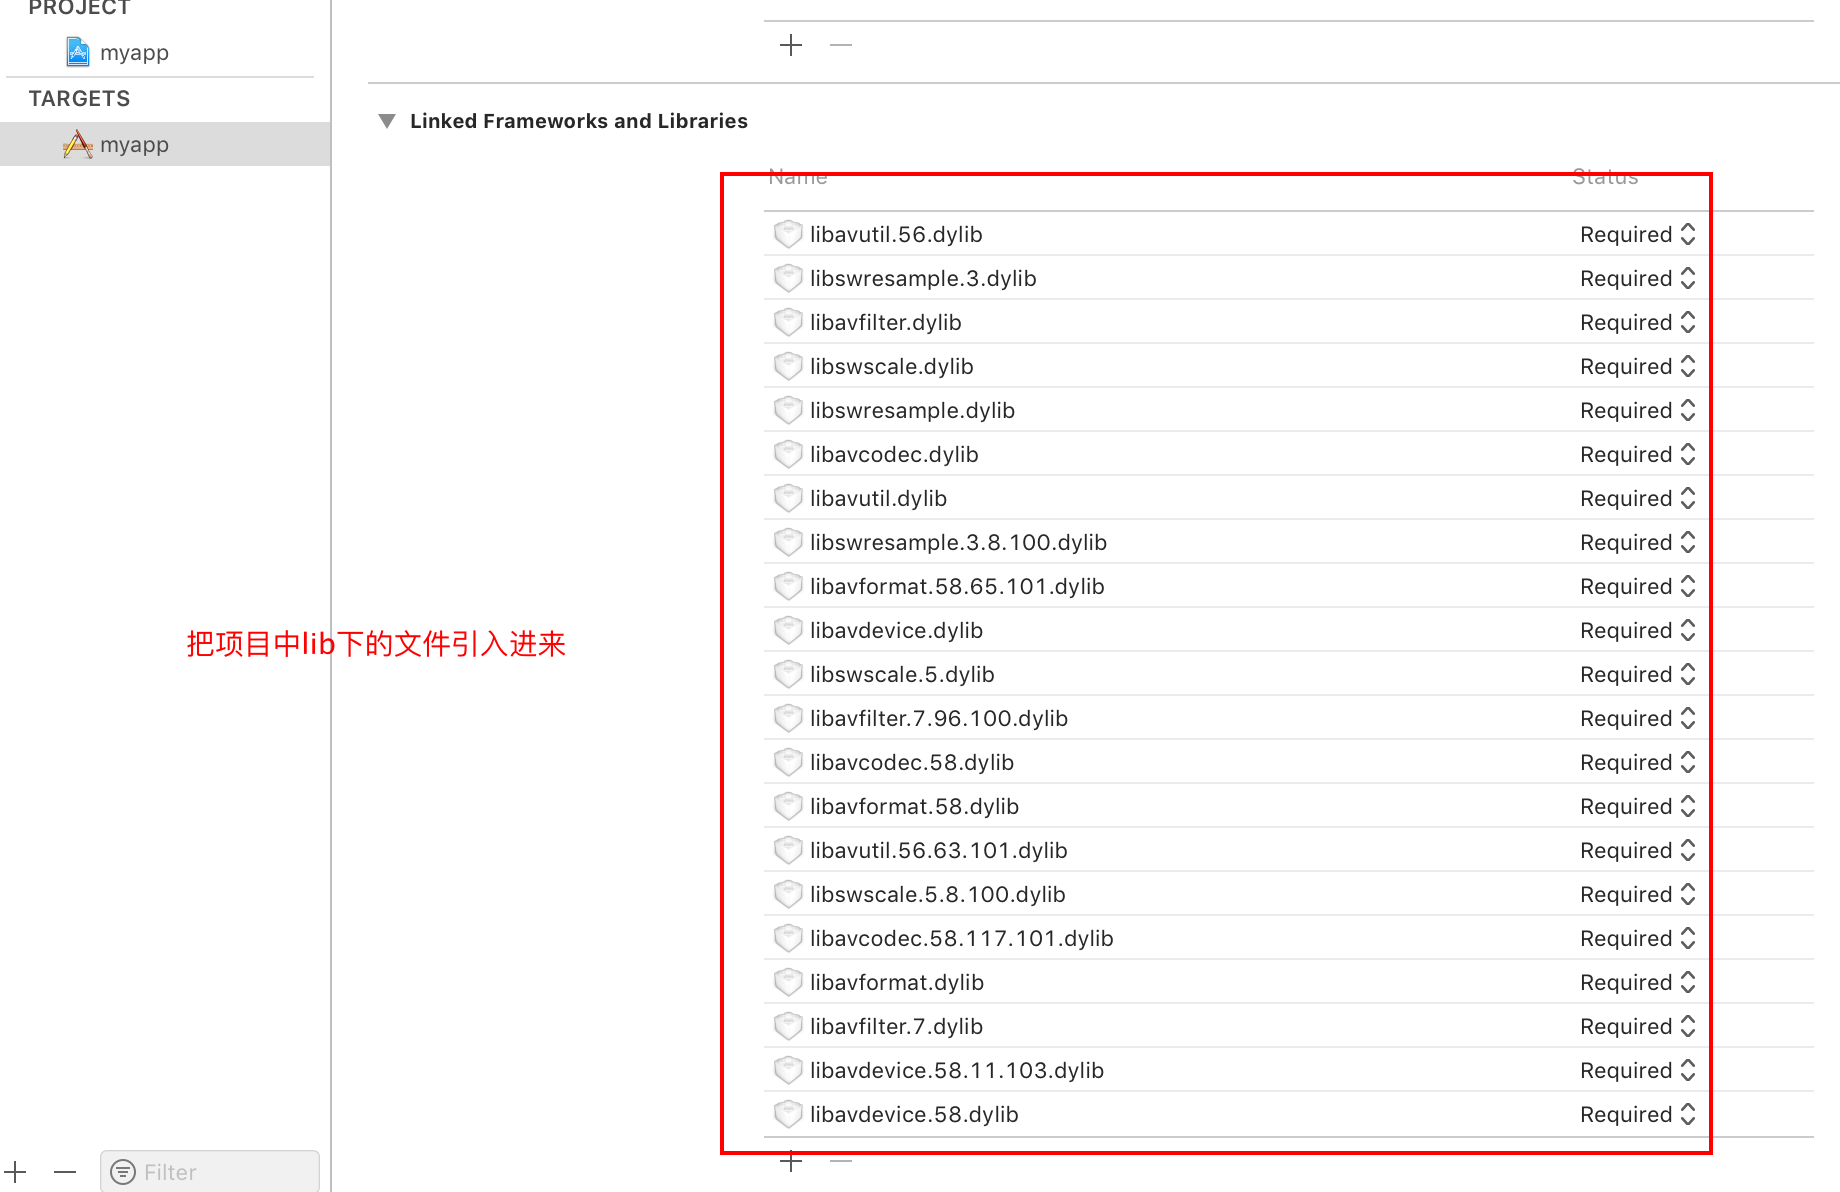 PROJECT
myapp
TARGETS
myapp
Filter
Linked Frameworks and Libraries
Name Status
libavutil.56.dylib Required
libswresample.3.dylib Required
libavfilter.dylib Required
libswscale.dylib Required
libswresample.dylib Required
libavcodec.dylib Required
libavutil.dylib Required
libswresample.3.8.100.dylib Required
libavformat.58.65.101.dylib Required
libavdevice.dylib Required
libswscale.5.dylib Required
libavfilter.7.96.100.dylib Required
libavcodec.58.dylib Required
libavformat.58.dylib Required
libavutil.56.63.101.dylib Required
libswscale.5.8.100.dylib Required
libavcodec.58.117.101.dylib Required
libavformat.dylib Required
libavfilter.7.dylib Required
libavdevice.58.11.103.dylib Required
libavdevice.58.dylib Required
把项目中lib下的文件引入进来